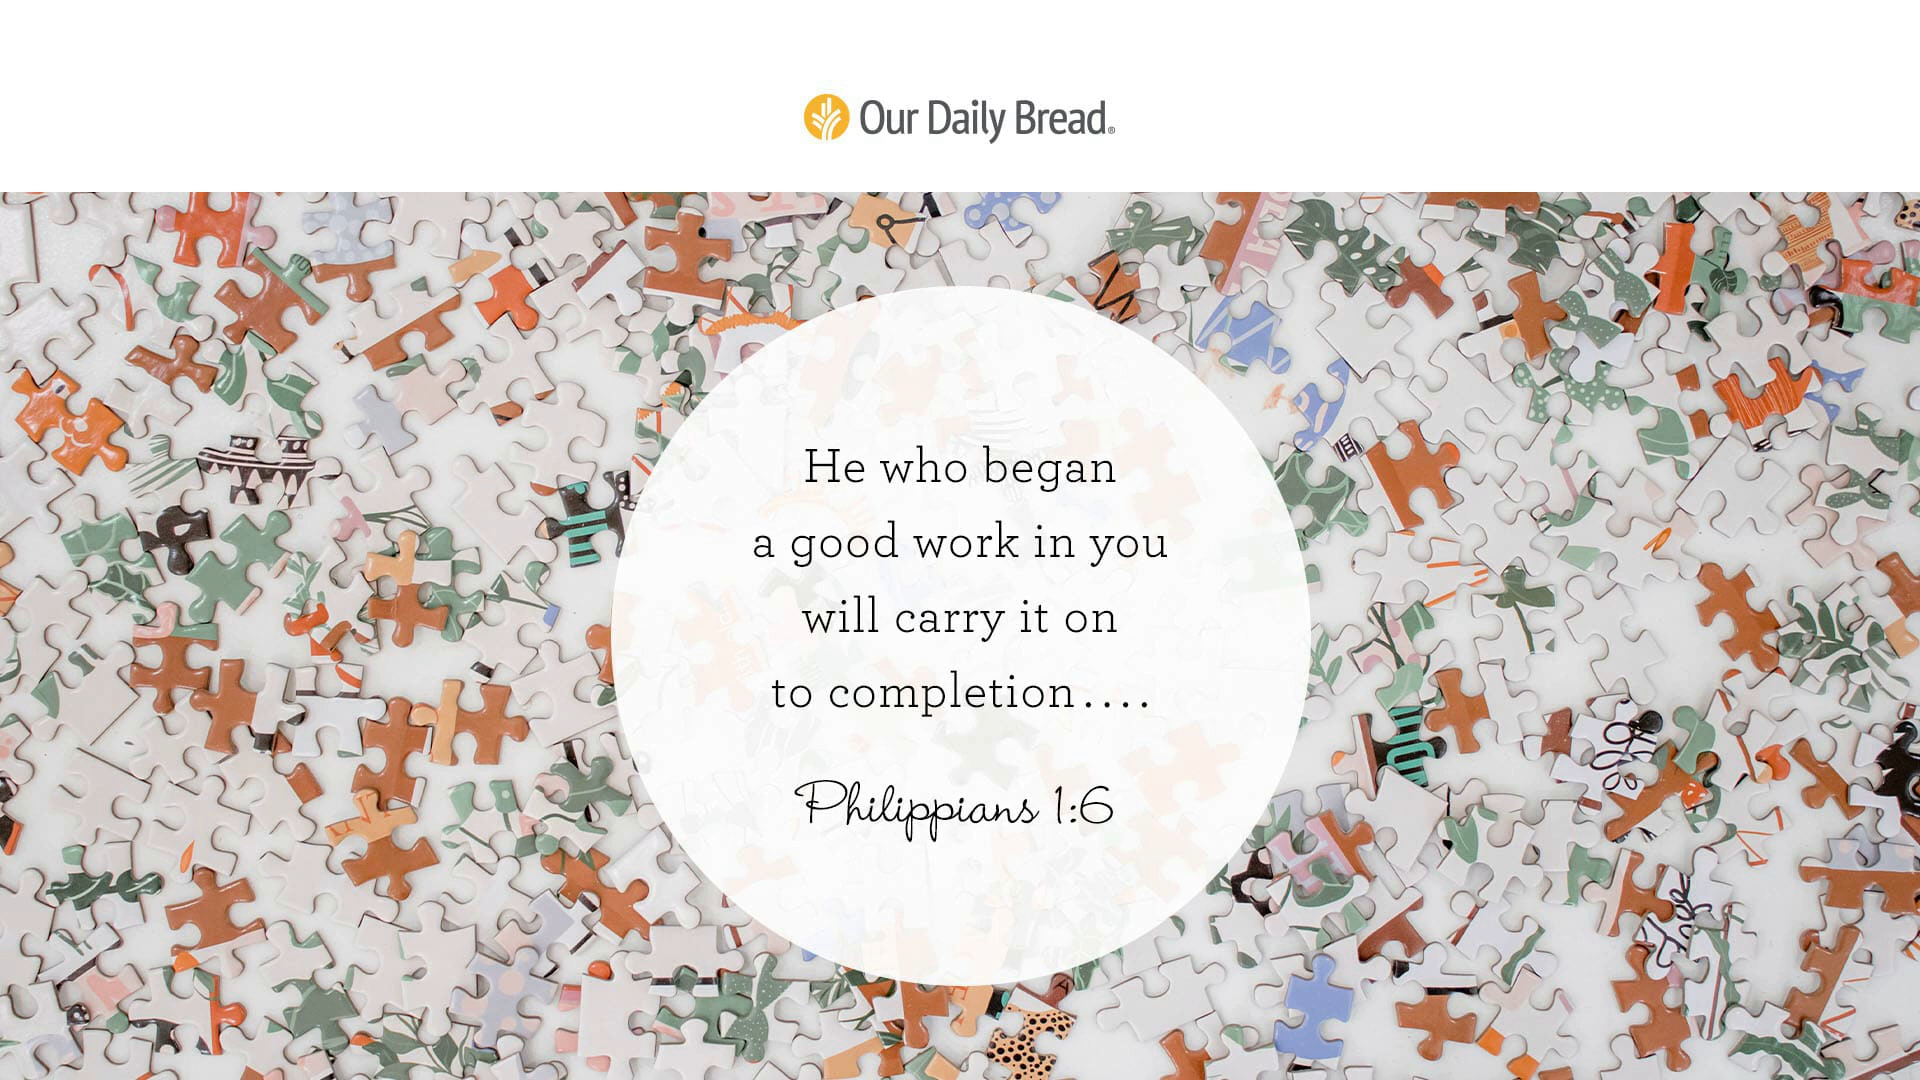 Our Daily Bread®
He who began
a good work in you
will carry it on
to completion....
Philippians 1:6